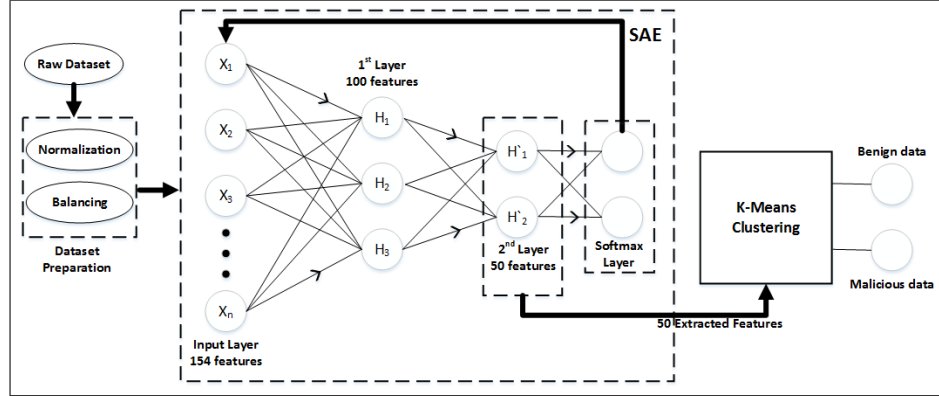 Raw Dataset
Normalization
Balancing
Dataset
Preparation
SAE
X1
X2
X3
Xn
Input Layer
154 features
1st Layer
100 features
H1
H2
H3
H`1
H`2
2nd Layer
50 features
Softmax
Layer
50 Extracted Features
K-Means
Clustering
Benign data
Malicious data